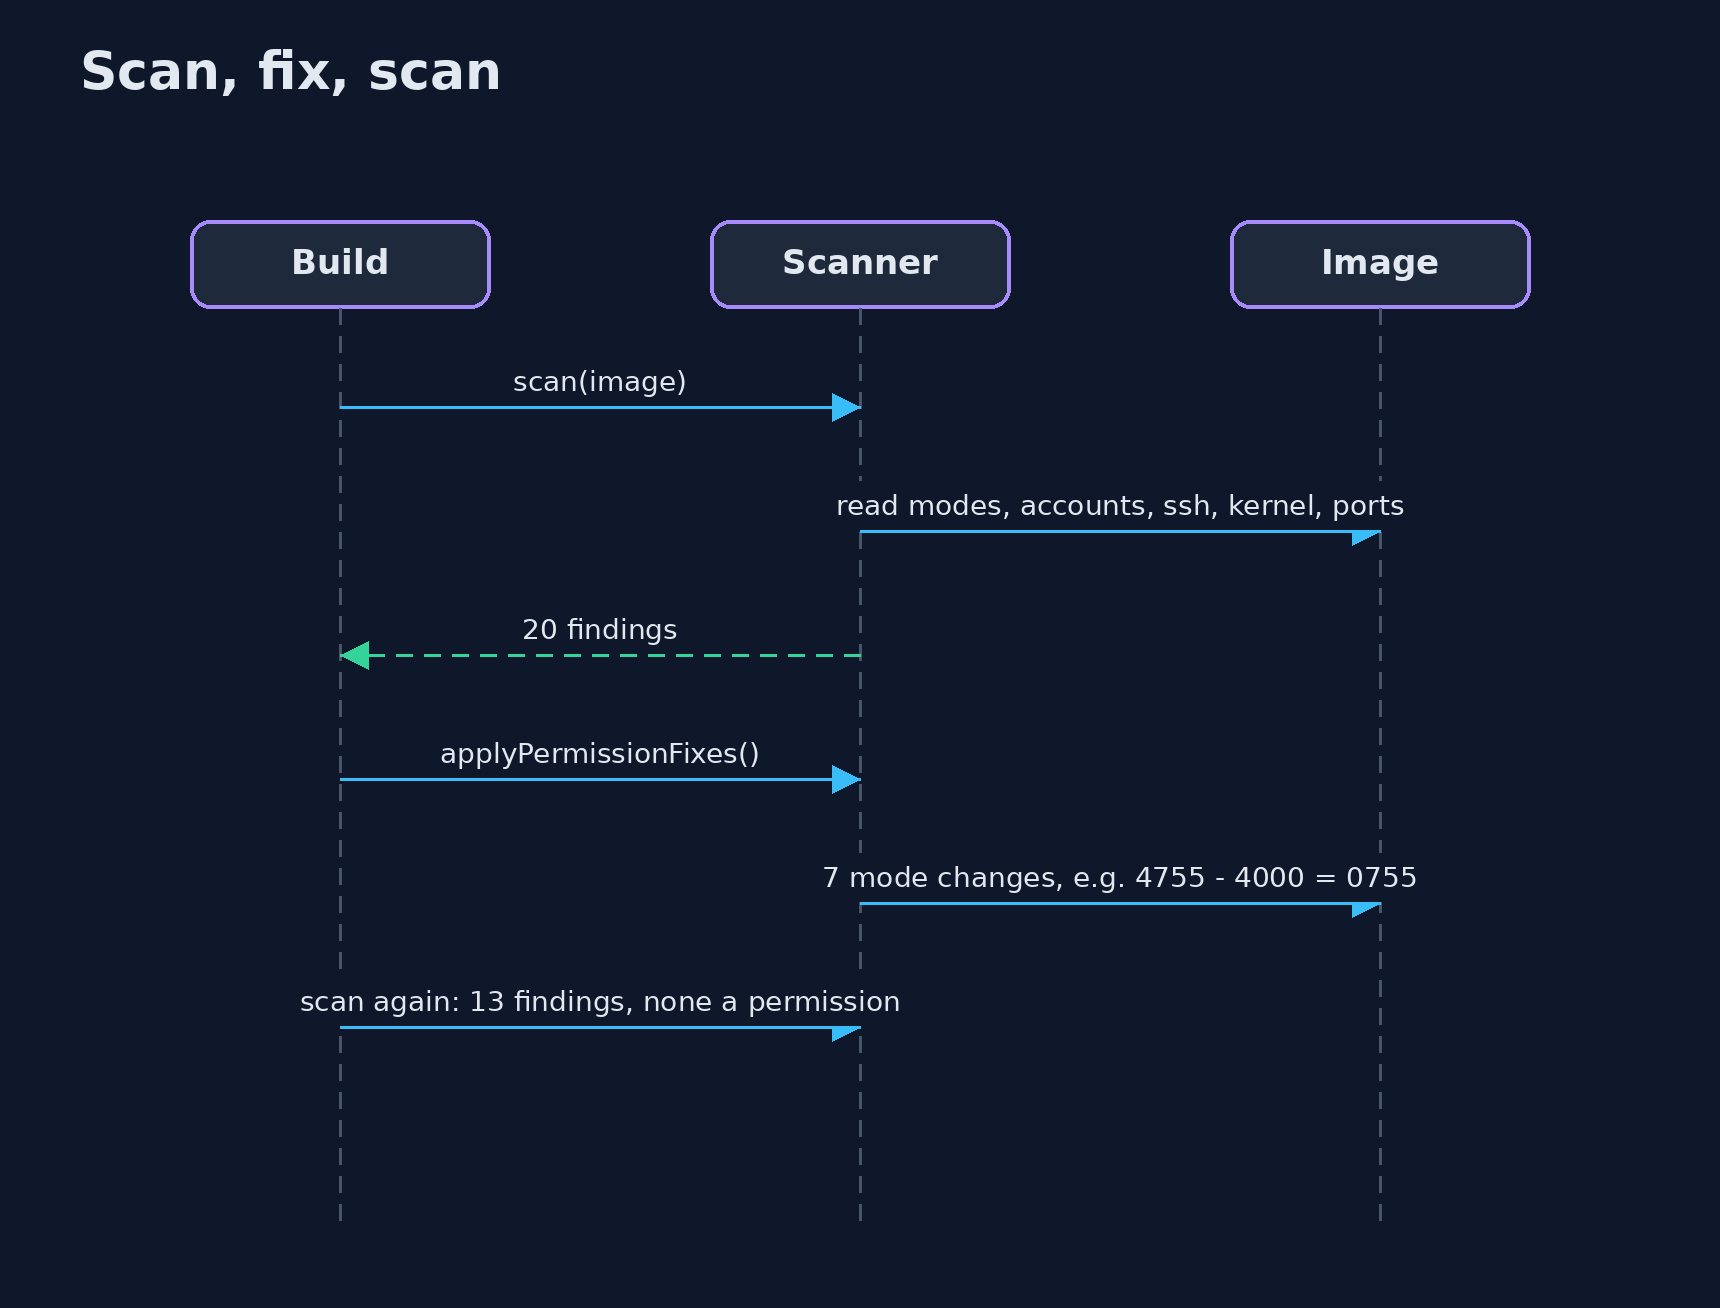 Scan, fix, scan
Build
Scanner
Image
scan(image)
read modes, accounts, ssh, kernel, ports
20 findings
applyPermissionFixes()
7 mode changes, e.g. 4755 - 4000 = 0755
scan again: 13 findings, none a permission